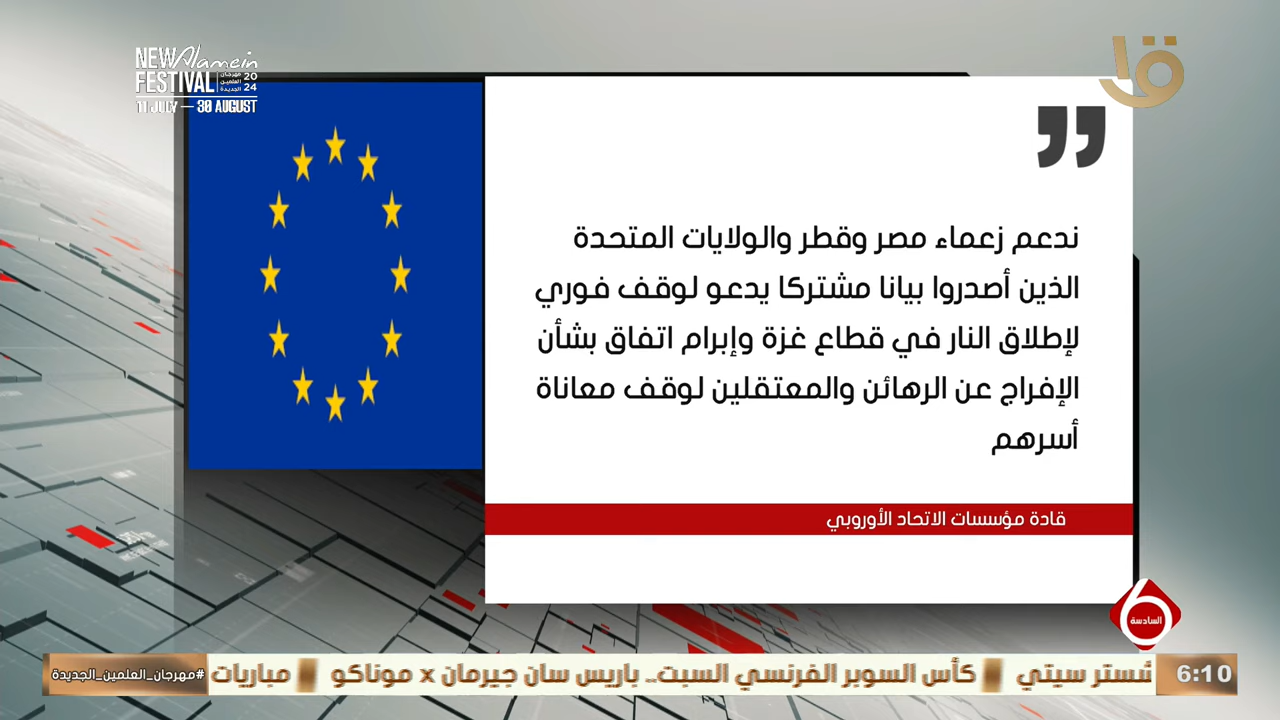 NEW Alamein
FESTIVAL
مهرجان
العلمين
الجديدة
20
24
11 JULY — 30 AUGUST
ندعم زعماء مصر وقطر والولايات المتحدة
الذين أصدروا بيانا مشتركا يدعو لوقف فوري
لإطلاق النار في قطاع غزة وإبرام اتفاق بشأن
الإفراج عن الرهائن والمعتقلين لوقف معاناة
أسرهم
قادة مؤسسات الاتحاد الأوروبي
6
السادسة
6:10
كأس السوبر الفرنسي السبت.. باريس سان جيرمان x موناكو
مباريات
#مهرجان_العلمين_الجديدة